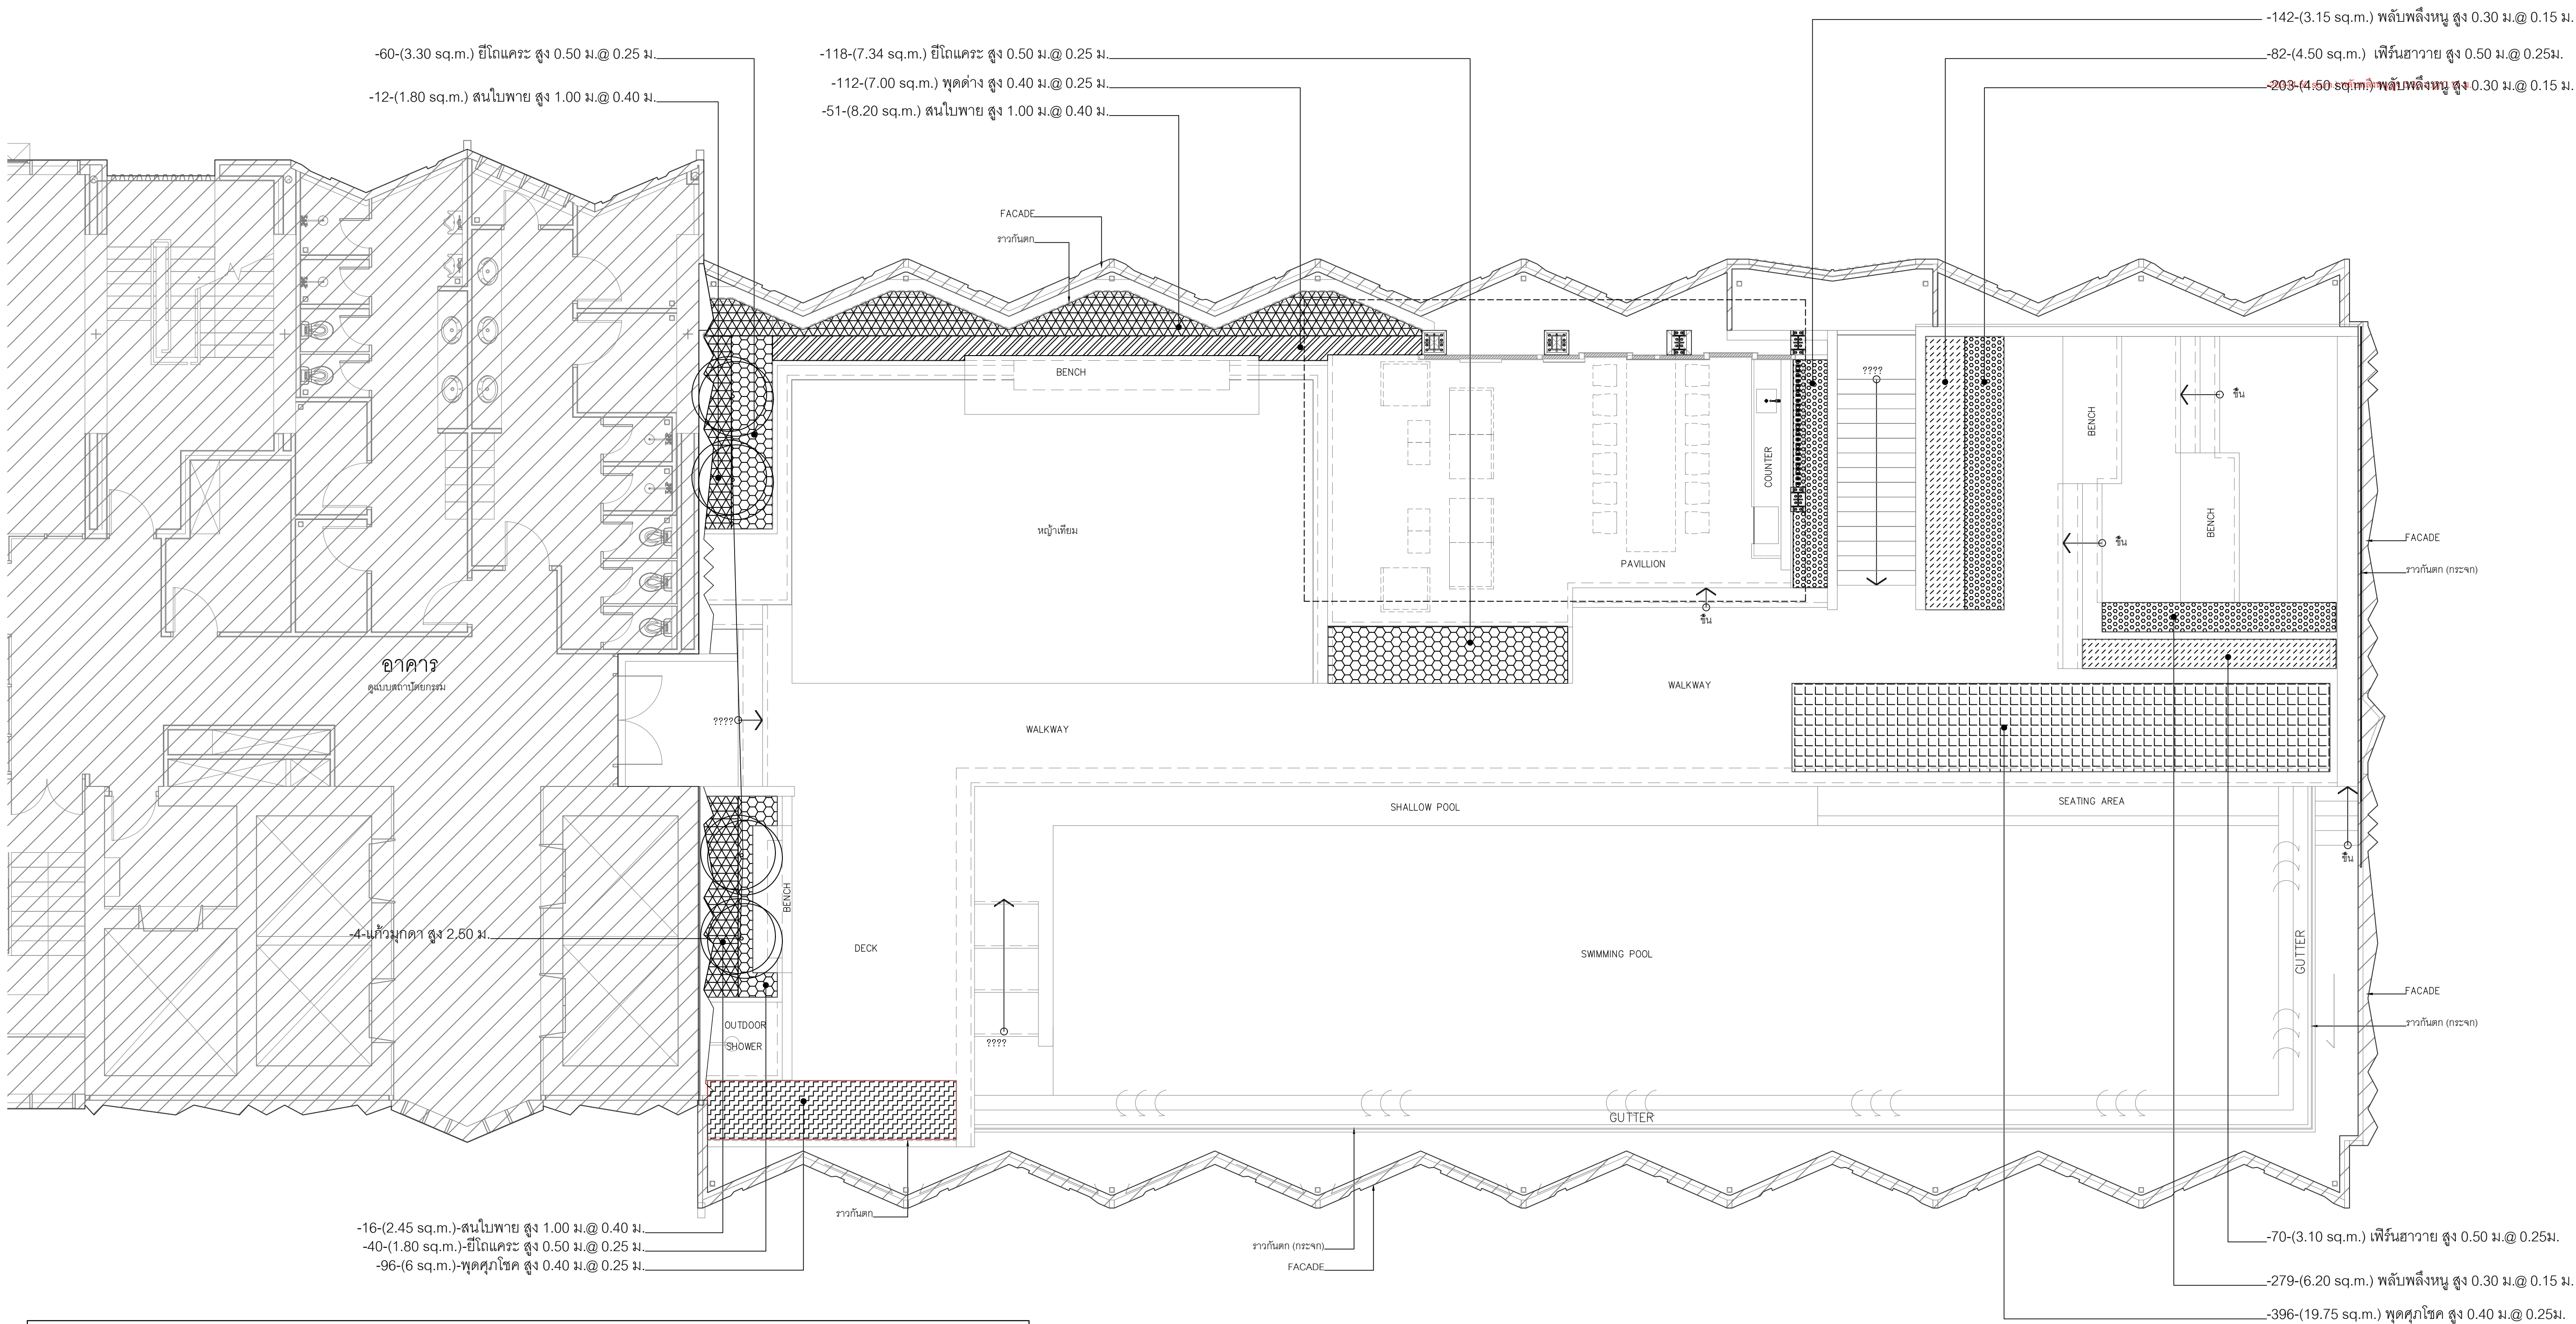 -142-(3.15 sq.m.) พลับพลึงหนู สูง 0.30 ม.@ 0.15 ม.
-60-(3.30 sq.m.) ยี่โถแคระ สูง 0.50 ม.@ 0.25 ม.
-118-(7.34 sq.m.) ยี่โถแคระ สูง 0.50 ม.@ 0.25 ม.
-82-(4.50 sq.m.) เฟิร์นฮาวาย สูง 0.50 ม.@ 0.25ม.
-112-(7.00 sq.m.) พุดด่าง สูง 0.40 ม.@ 0.25 ม.
-203-(4.50 sq.m.) พลับพลึงหนู สูง 0.30 ม.@ 0.15 ม.
-12-(1.80 sq.m.) สนใบพาย สูง 1.00 ม.@ 0.40 ม.
-51-(8.20 sq.m.) สนใบพาย สูง 1.00 ม.@ 0.40 ม.
FACADE
ราวกันตก
BENCH
????
ขึ้น
BENCH
COUNTER
BENCH
หญ้าเทียม
PAVILLION
ขึ้น
FACADE
ราวกันตก (กระจก)
ขึ้น
อาคาร
ดูแบบสถาปัตยกรรม
WALKWAY
????
WALKWAY
SHALLOW POOL
SEATING AREA
ขึ้น
BENCH
-4-แก้วมุกดา สูง 2.50 ม.
DECK
SWIMMING POOL
GUTTER
FACADE
OUTDOOR
SHOWER
????
ราวกันตก (กระจก)
GUTTER
ราวกันตก
-16-(2.45 sq.m.)-สนใบพาย สูง 1.00 ม.@ 0.40 ม.
-40-(1.80 sq.m.)-ยี่โถแคระ สูง 0.50 ม.@ 0.25 ม.
-96-(6 sq.m.)-พุดศุภโชค สูง 0.40 ม.@ 0.25 ม.
ราวกันตก (กระจก)
FACADE
-70-(3.10 sq.m.) เฟิร์นฮาวาย สูง 0.50 ม.@ 0.25ม.
-279-(6.20 sq.m.) พลับพลึงหนู สูง 0.30 ม.@ 0.15 ม.
-396-(19.75 sq.m.) พุดศุภโชค สูง 0.40 ม.@ 0.25ม.